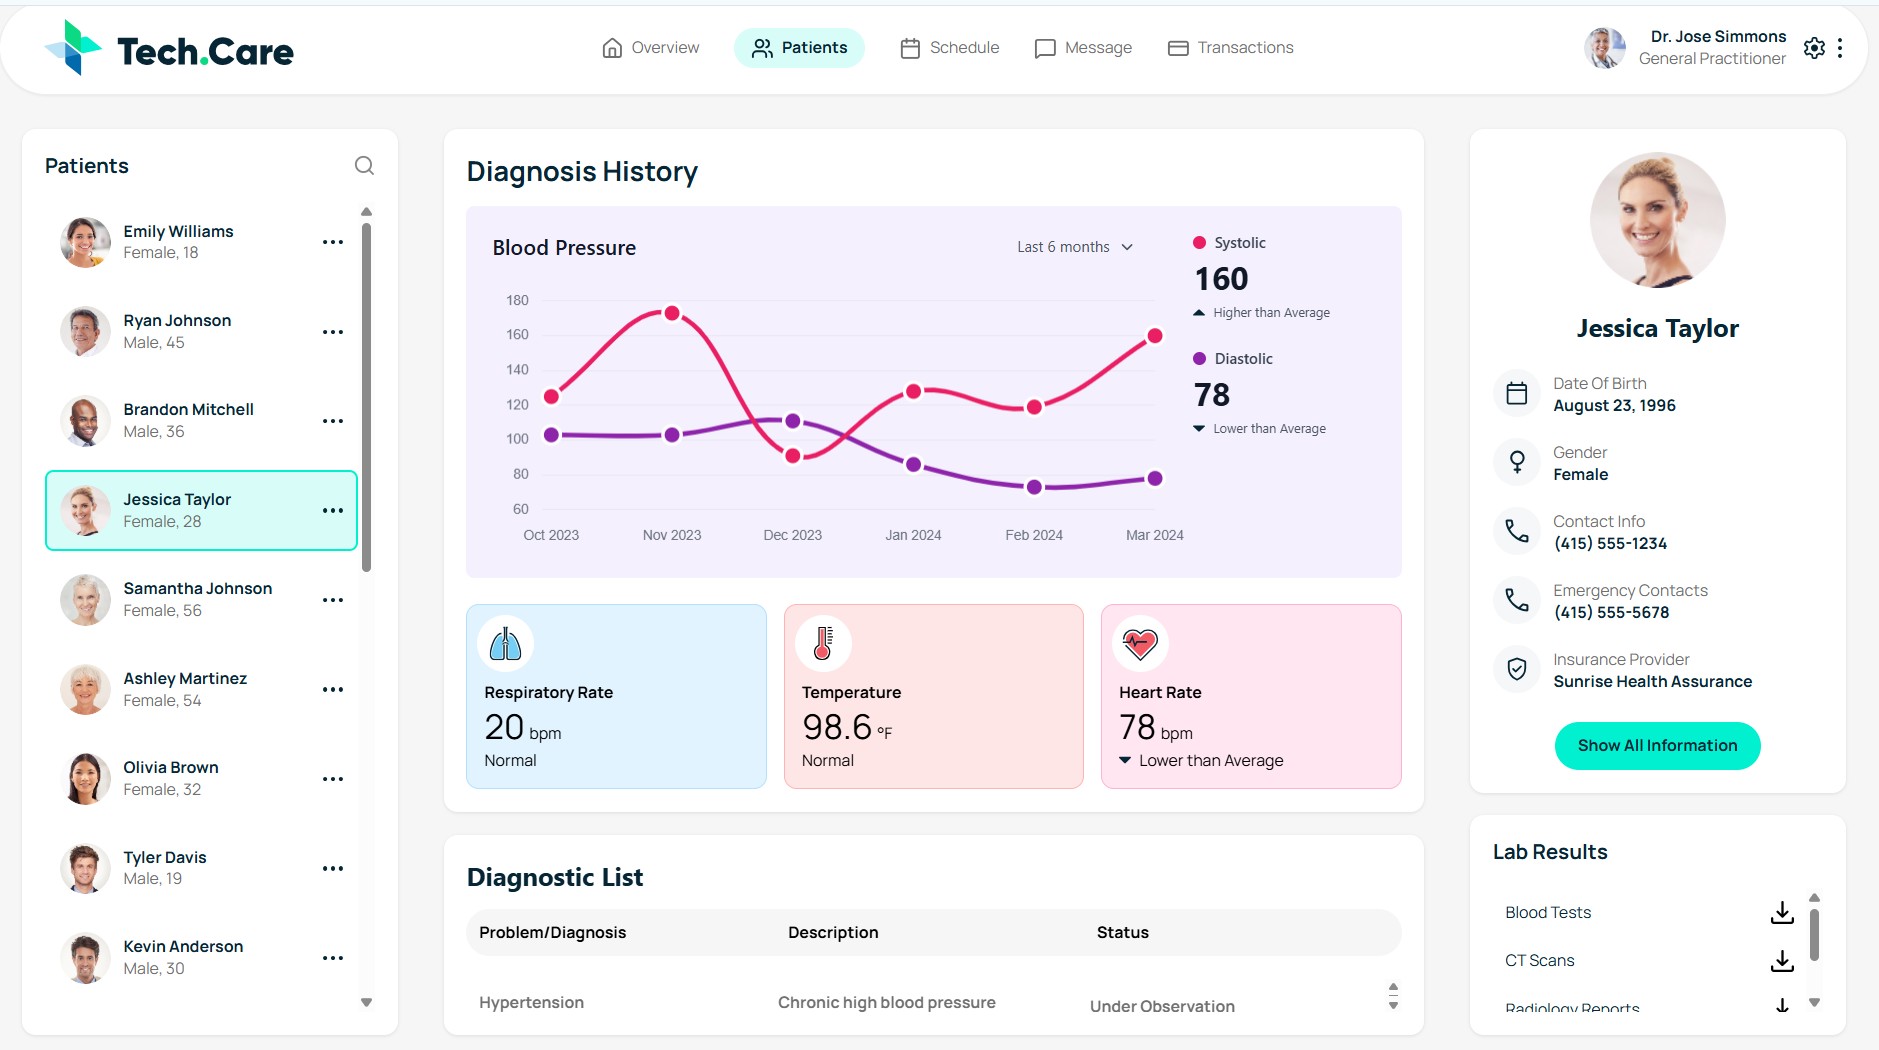 Tech.Care
Overview
Patients
Schedule
Message
Transactions
Dr. Jose Simmons
General Practitioner
Patients
Emily Williams
Female, 18
Ryan Johnson
Male, 45
Brandon Mitchell
Male, 36
Jessica Taylor
Female, 28
Samantha Johnson
Female, 56
Ashley Martinez
Female, 54
Olivia Brown
Female, 32
Tyler Davis
Male, 19
Kevin Anderson
Male, 30
Diagnosis History
Blood Pressure
Last 6 months
180
160
140
120
100
80
60
Oct 2023
Nov 2023
Dec 2023
Jan 2024
Feb 2024
Mar 2024
Systolic
160
Higher than Average
Diastolic
78
Lower than Average
Respiratory Rate
20 bpm
Normal
Temperature
98.6 °F
Normal
Heart Rate
78 bpm
Lower than Average
Diagnostic List
Problem/Diagnosis
Description
Status
Hypertension
Chronic high blood pressure
Under Observation
Jessica Taylor
Date Of Birth
August 23, 1996
Gender
Female
Contact Info
(415) 555-1234
Emergency Contacts
(415) 555-5678
Insurance Provider
Sunrise Health Assurance
Show All Information
Lab Results
Blood Tests
CT Scans
Radiology Reports